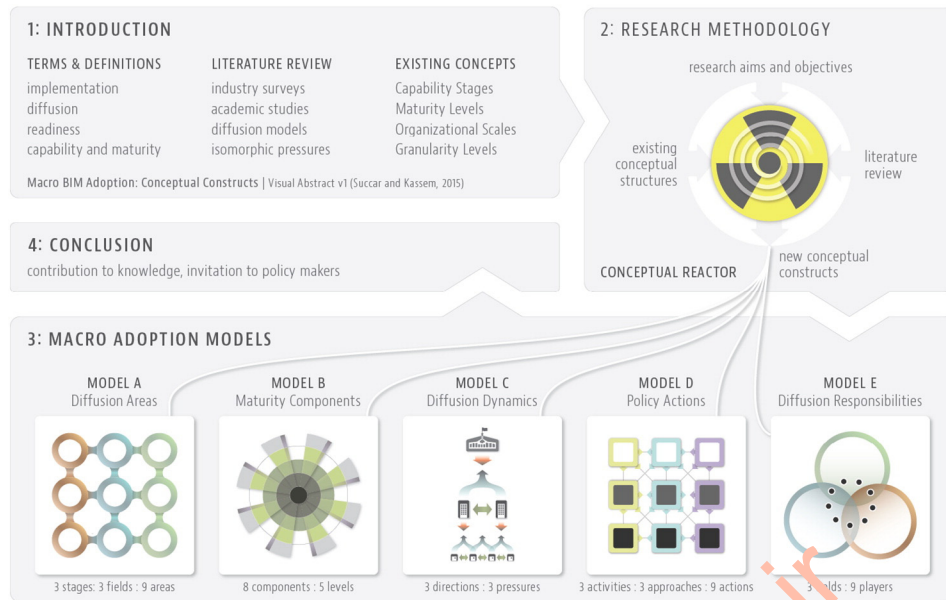 1: INTRODUCTION
TERMS & DEFINITIONS
implementation
diffusion
readiness
capability and maturity
LITERATURE REVIEW
industry surveys
academic studies
diffusion models
isomorphic pressures
EXISTING CONCEPTS
Capability Stages
Maturity Levels
Organizational Scales
Granularity Levels
Macro BIM Adoption: Conceptual Constructs | Visual Abstract v1 (Succar and Kassem, 2015)
2: RESEARCH METHODOLOGY
research aims and objectives
existing
conceptual
structures
literature
review
CONCEPTUAL REACTOR
new conceptual
constructs
4: CONCLUSION
contribution to knowledge, invitation to policy makers
3: MACRO ADOPTION MODELS
MODEL A
Diffusion Areas
3 stages: 3 fields : 9 areas
MODEL B
Maturity Components
8 components : 5 levels
MODEL C
Diffusion Dynamics
3 directions : 3 pressures
MODEL D
Policy Actions
3 activities : 3 approaches : 9 actions
MODEL E
Diffusion Responsibilities
3 fields : 9 players
ir